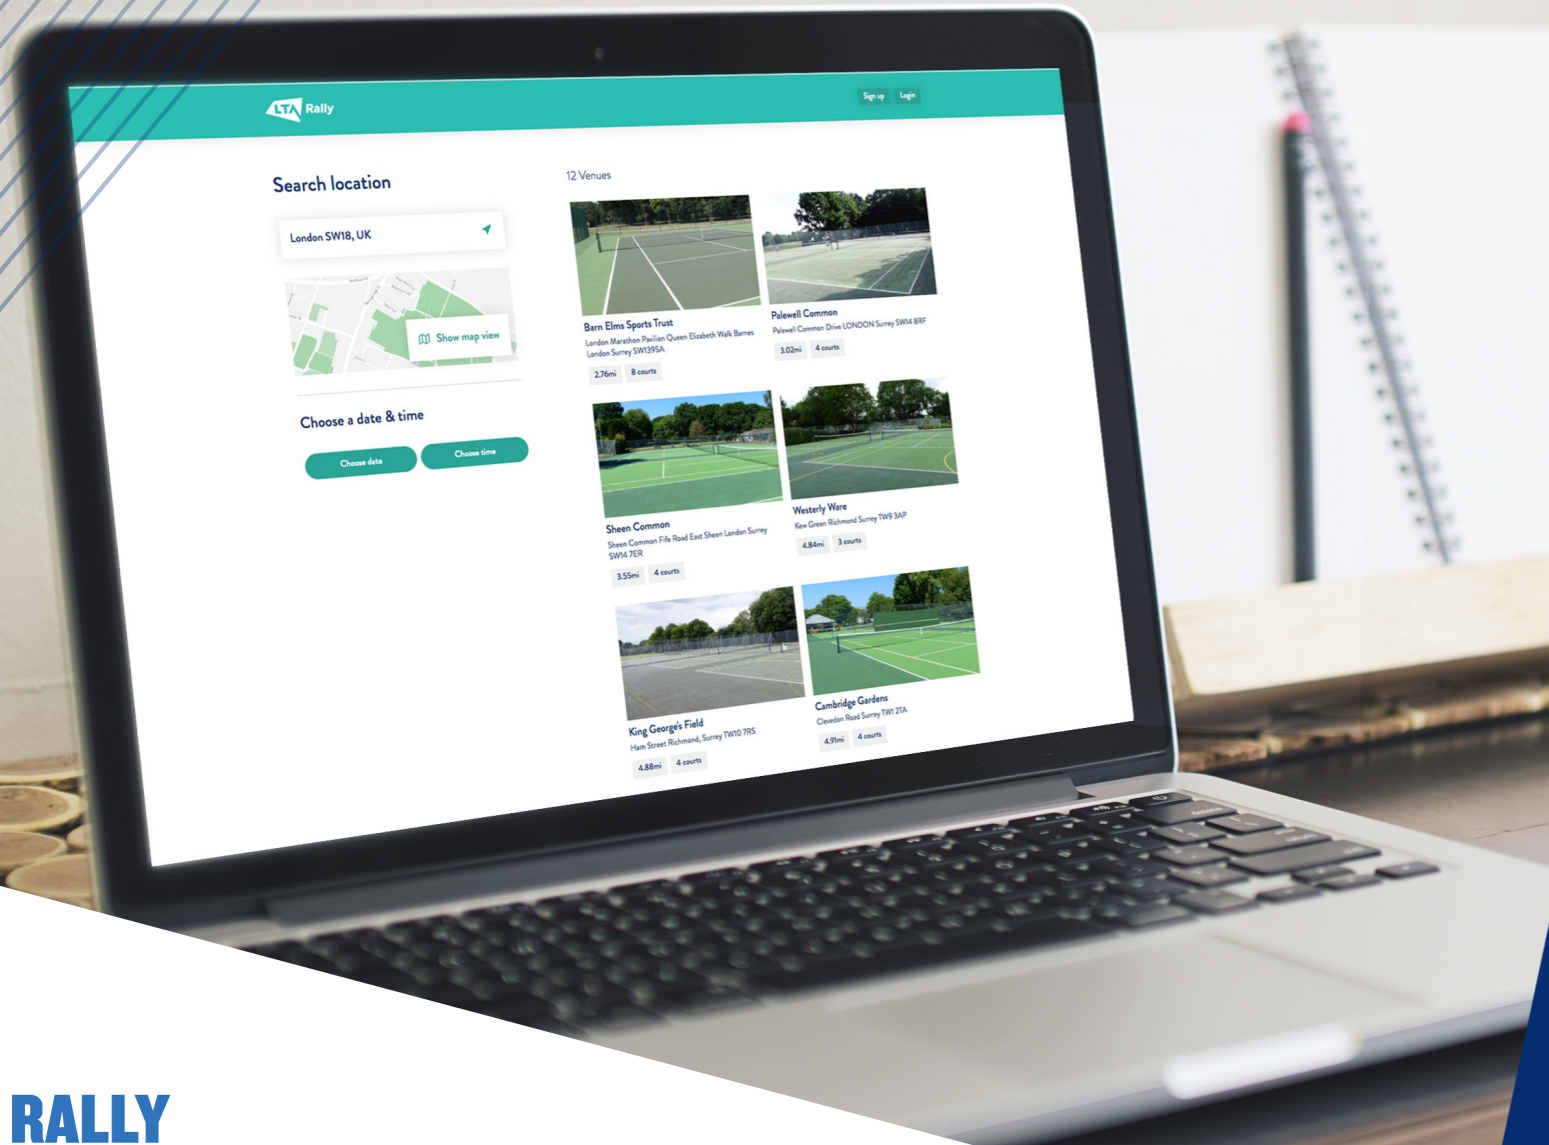 LTA Rally
Sign up
Login
Search location
London SW18, UK
Show map view
Choose a date & time
Choose date
Choose time
12 Venues
Barn Elms Sports Trust
London Marathon Pavilion Queen Elizabeth Walk Barnes
London Surrey SW139SA
2.76mi
8 courts
Palewell Common
Palewell Common Drive LONDON Surrey SW14 8RF
3.02mi
4 courts
Sheen Common
Sheen Common Fife Road East Sheen London Surrey
SW14 7ER
3.55mi
4 courts
Westerly Ware
Kew Green Richmond Surrey TW9 3AP
4.84mi
3 courts
King George's Field
Ham Street Richmond, Surrey TW10 7RS
4.88mi
4 courts
Cambridge Gardens
Clevedon Road Surrey TW1 2TA
4.91mi
4 courts
RALLY